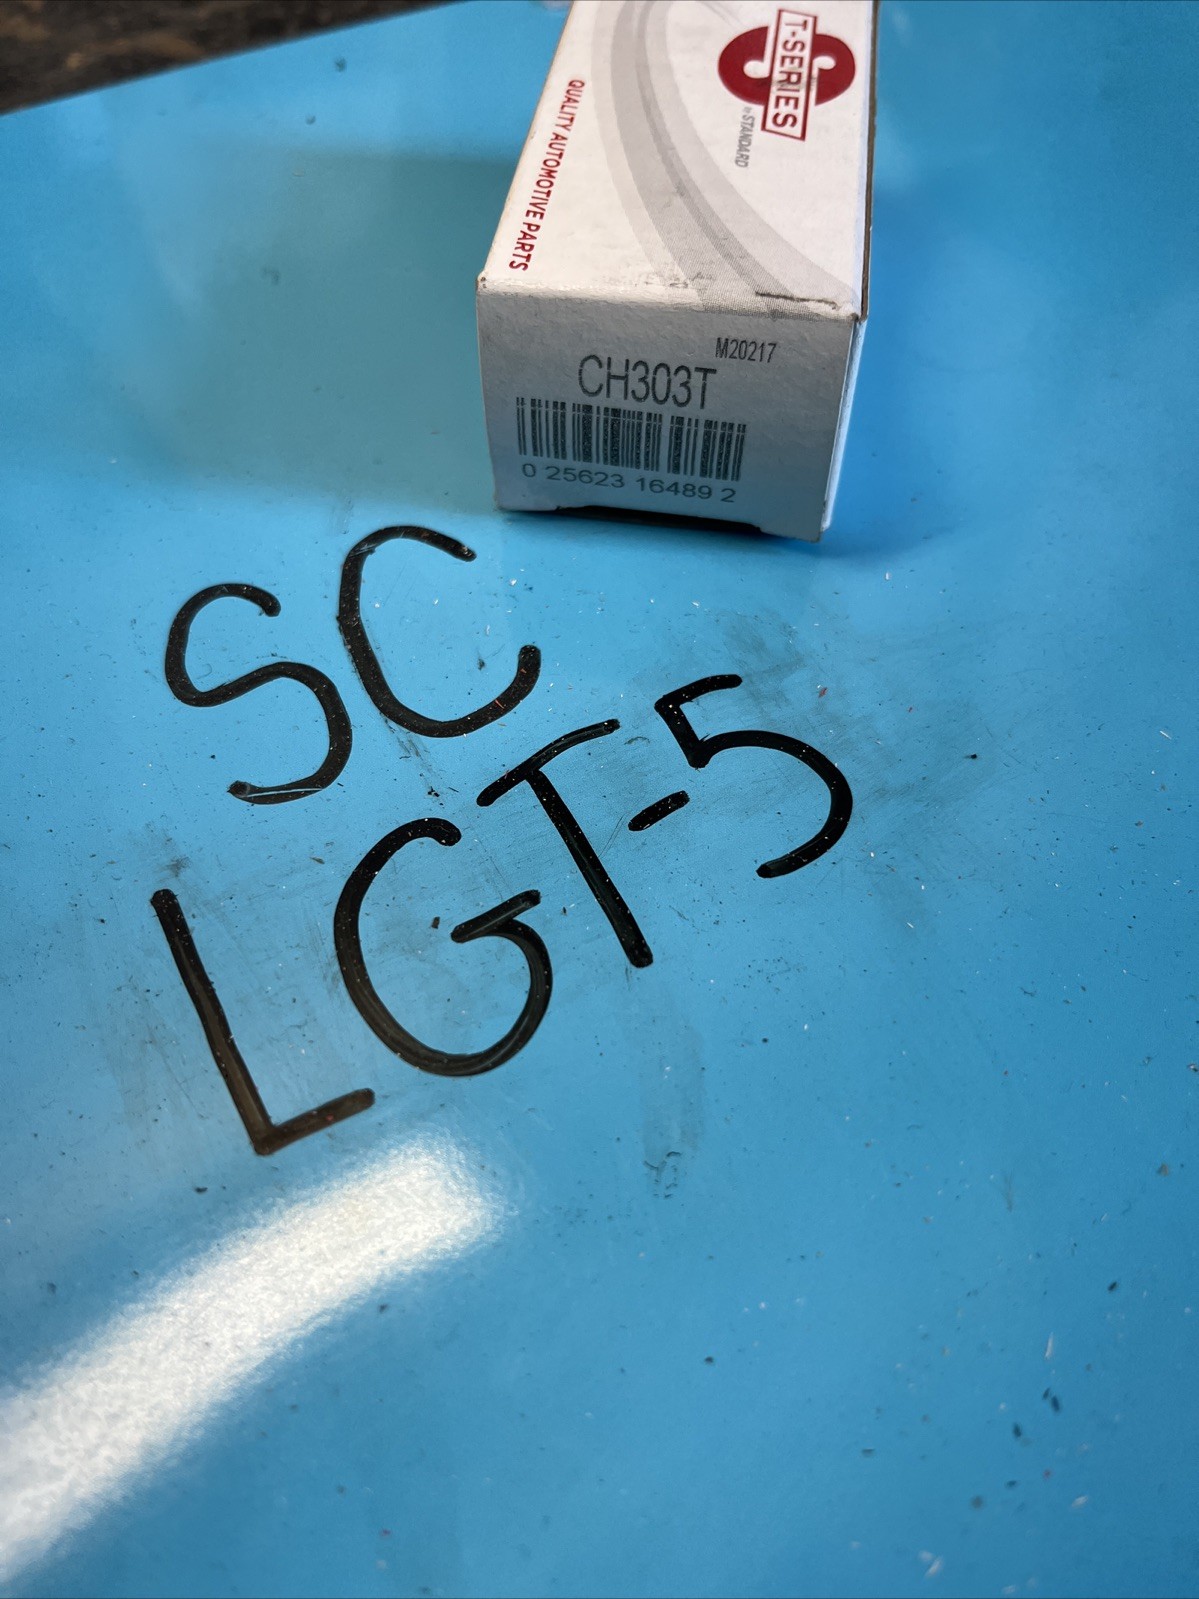 T-SERIES
by STANDARD
QUALITY AUTOMOTIVE PARTS
M20217
CH303T
0 25623 16489 2
SC
LGT-5